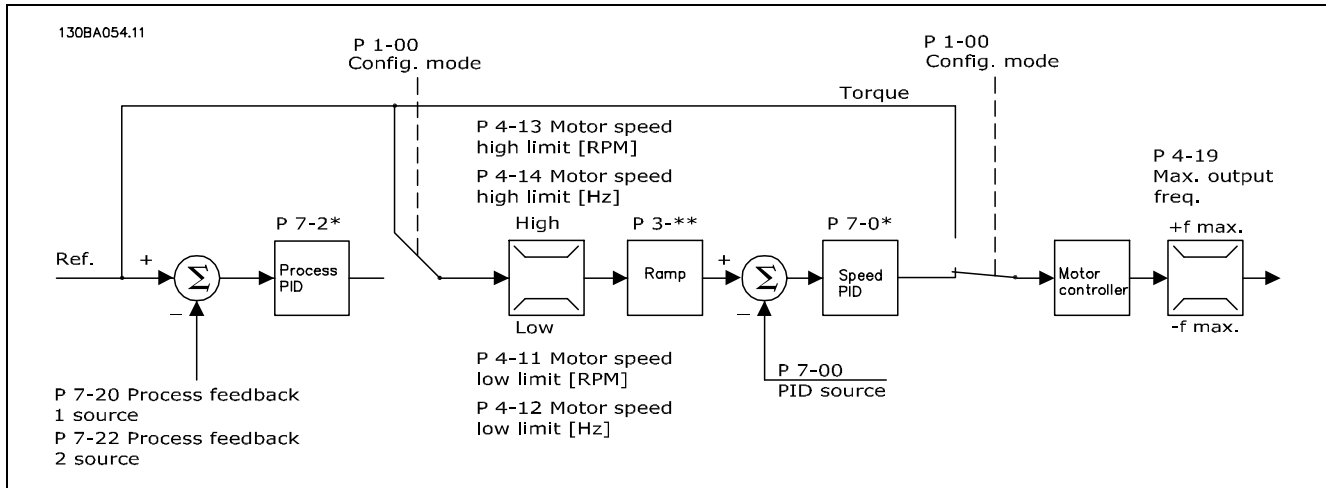 130BA054.11
P 1-00
Config. mode
P 1-00
Config. mode
Torque
P 4-13 Motor speed
high limit [RPM]
P 4-14 Motor speed
high limit [Hz]
P 4-19
Max. output
freq.
P 7-2*
High
P 3-**
P 7-0*
+f max.
Ref.
+
Σ
Process
PID
Ramp
+
Σ
Speed
PID
Motor
controller
−
Low
−
-f max.
P 7-20 Process feedback
1 source
P 7-22 Process feedback
2 source
P 4-11 Motor speed
low limit [RPM]
P 4-12 Motor speed
low limit [Hz]
P 7-00
PID source